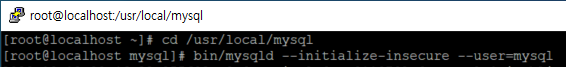 root@localhost:/usr/local/mysql
[root@localhost ~]# cd /usr/local/mysql
[root@localhost mysql]# bin/mysqld --initialize-insecure --user=mysql